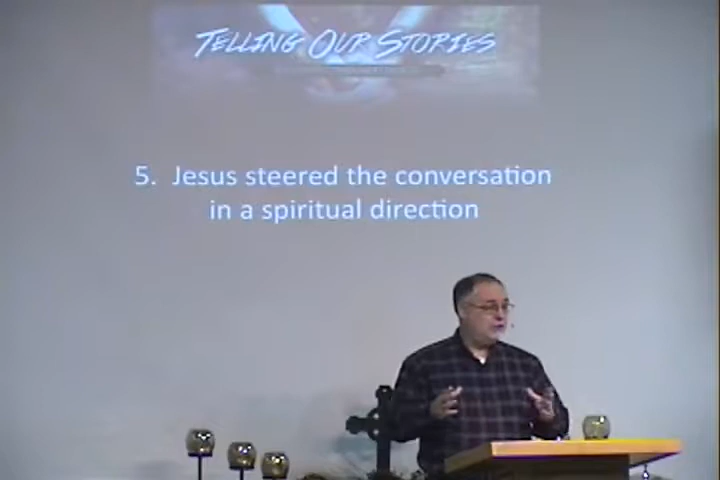 TELLING OUR STORIES
5. Jesus steered the conversation
in a spiritual direction